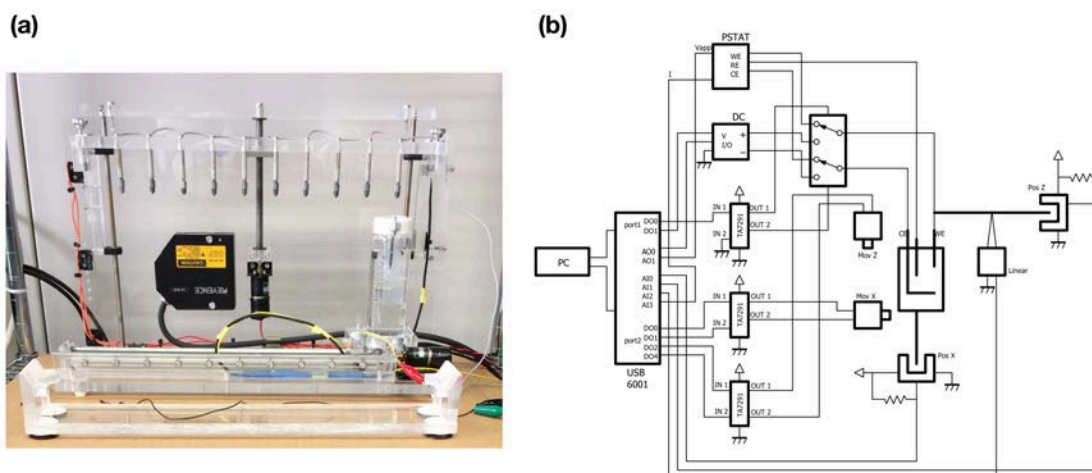 (a)
(b)
KEYENCE
PSTAT
Vapp
WE
RE
CE
I
DC
V
I/O
+
−
IN 1
OUT 1
IN 2
OUT 2
TA7291
port1
DO0
DO1
AO0
AO1
AI0
AI1
AI2
AI3
DO0
DO1
port2
DO2
DO4
USB
6001
PC
Mov Z
IN 1
OUT 1
IN 2
OUT 2
TA7291
Mov X
IN 1
OUT 1
IN 2
OUT 2
TA7291
WE
Linear
Pos Z
Pos X